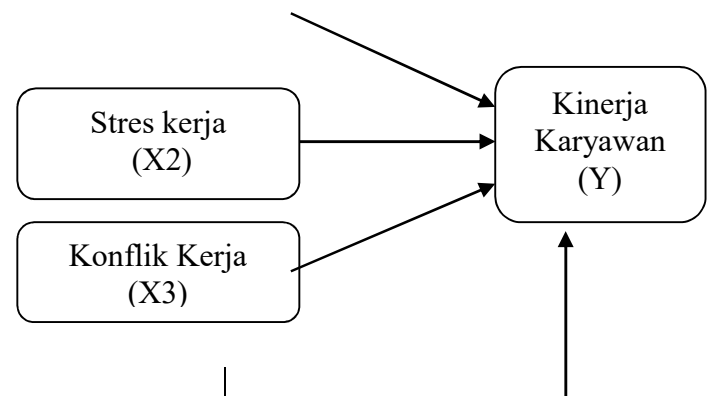 Stres kerja
(X2)
Konflik Kerja
(X3)
Kinerja
Karyawan
(Y)